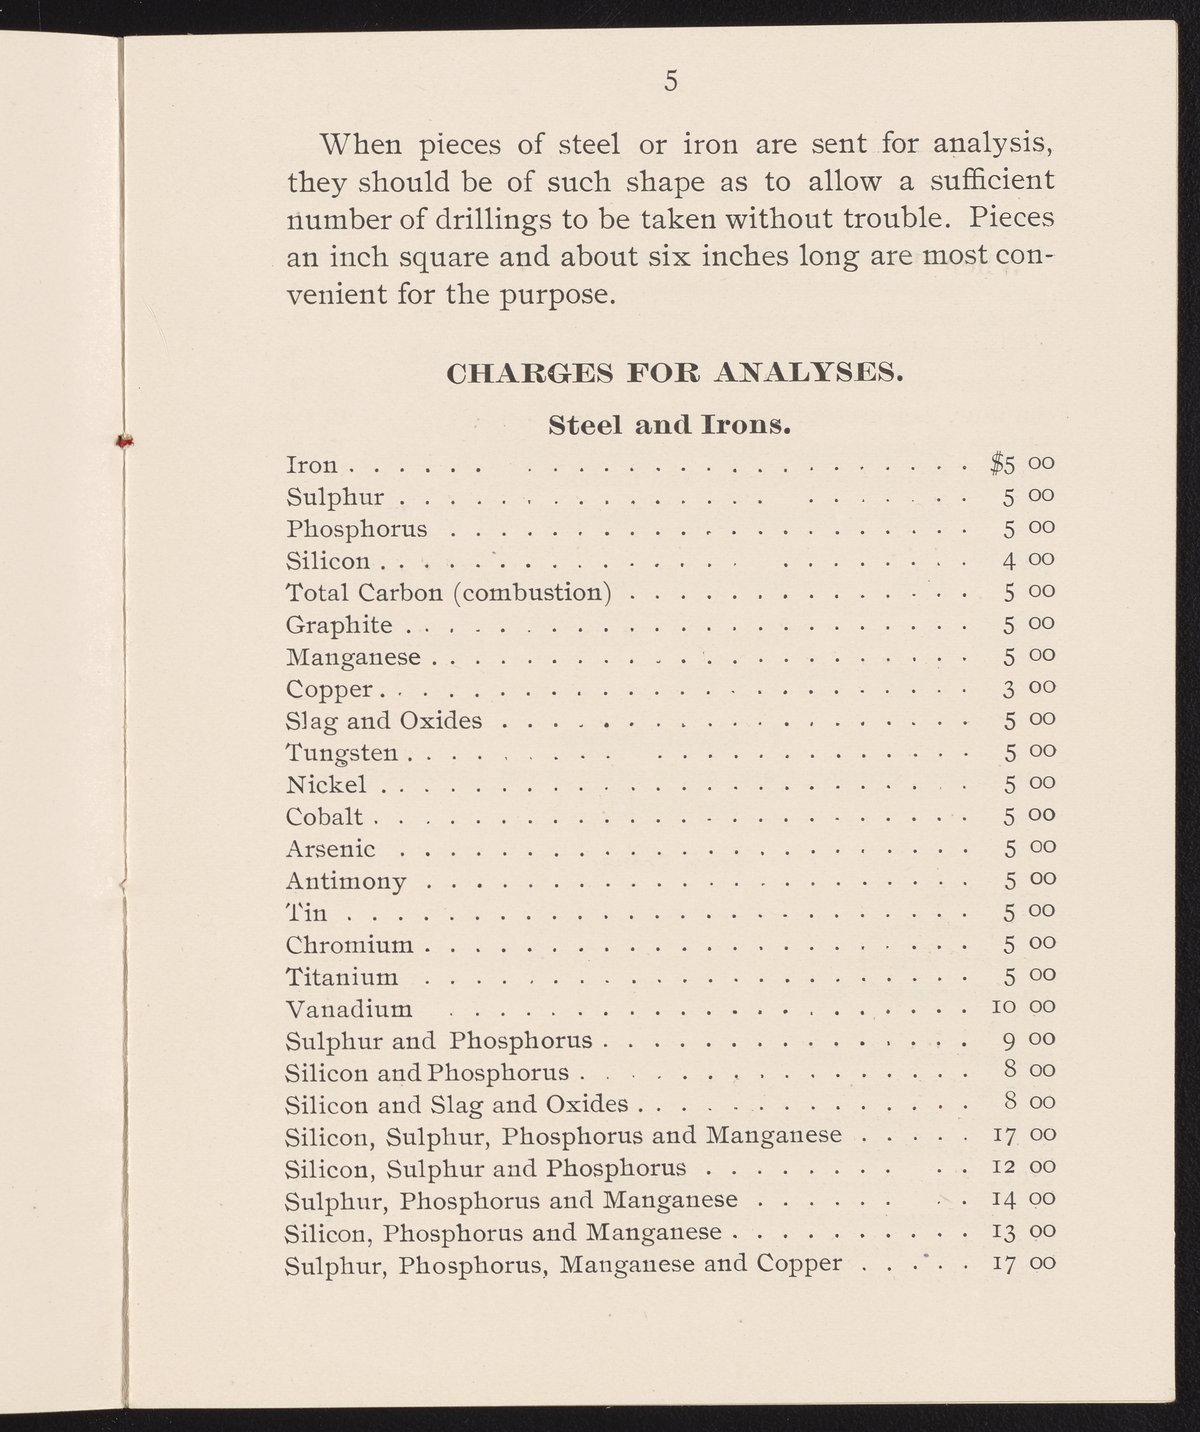 5
When pieces of steel or iron are sent for analysis,
they should be of such shape as to allow a sufficient
number of drillings to be taken without trouble. Pieces
an inch square and about six inches long are most con-
venient for the purpose.
CHARGES FOR ANALYSES.
Steel and Irons.
Iron . . . . . . . . . . . . . . . . . . . . . . . . $5 00
Sulphur . . . . . . . . . . . . . . . . . . . . . . 5 00
Phosphorus . . . . . . . . . . . . . . . . . . . . . 5 00
Silicon . . . . . . . . . . . . . . . . . . . . . . 4 00
Total Carbon (combustion) . . . . . . . . . . . . . . 5 00
Graphite . . . . . . . . . . . . . . . . . . . . . . . 5 00
Manganese . . . . . . . . . . . . . . . . . . . . . . 5 00
Copper . . . . . . . . . . . . . . . . . . . . . . . . 3 00
Slag and Oxides . . . . . . . . . . . . . . . . . . . 5 00
Tungsten . . . . . . . . . . . . . . . . . . . . . . 5 00
Nickel . . . . . . . . . . . . . . . . . . . . . . . . 5 00
Cobalt . . . . . . . . . . . . . . . . . . . . . . . . 5 00
Arsenic . . . . . . . . . . . . . . . . . . . . . . . 5 00
Antimony . . . . . . . . . . . . . . . . . . . . . . 5 00
Tin . . . . . . . . . . . . . . . . . . . . . . . . . 5 00
Chromium . . . . . . . . . . . . . . . . . . . . . . 5 00
Titanium . . . . . . . . . . . . . . . . . . . . . . 5 00
Vanadium . . . . . . . . . . . . . . . . . . . . . 10 00
Sulphur and Phosphorus . . . . . . . . . . . . . . . 9 00
Silicon and Phosphorus . . . . . . . . . . . . . . . . 8 00
Silicon and Slag and Oxides . . . . . . . . . . . . . . 8 00
Silicon, Sulphur, Phosphorus and Manganese . . . . . 17 00
Silicon, Sulphur and Phosphorus . . . . . . . . . . 12 00
Sulphur, Phosphorus and Manganese . . . . . . . . 14 00
Silicon, Phosphorus and Manganese . . . . . . . . . . 13 00
Sulphur, Phosphorus, Manganese and Copper . . . . . 17 00